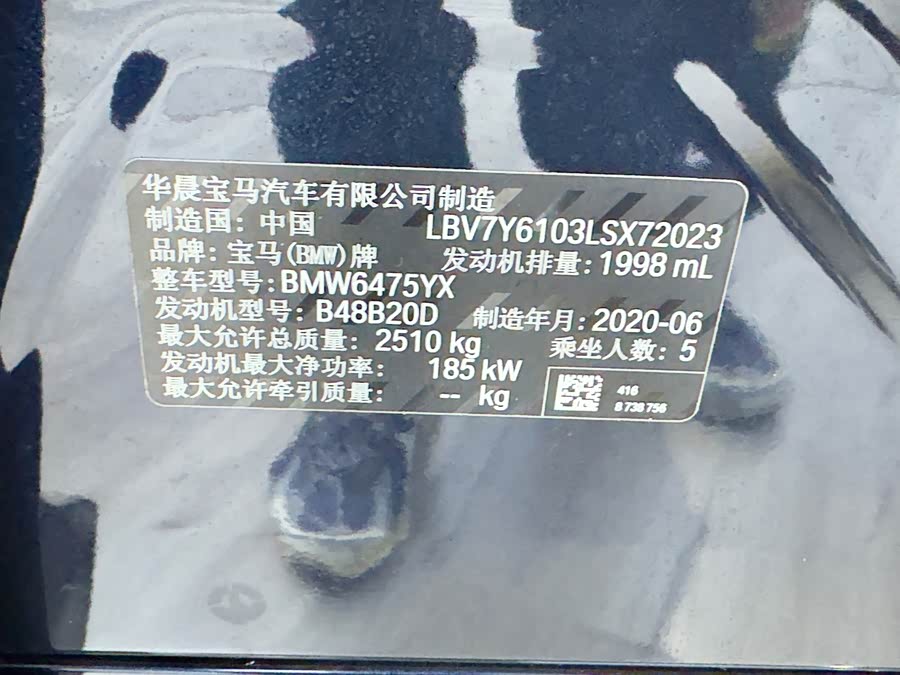 华晨宝马汽车有限公司制造
制造国：中国 LBV7Y6103LSX72023
品牌：宝马(BMW)牌 发动机排量：1998 mL
整车型号：BMW6475YX
发动机型号：B48B20D 制造年月：2020-06
最大允许总质量：2510 kg 乘坐人数：5
发动机最大净功率：185 kW
最大允许牵引质量：-- kg
416
8 738 756